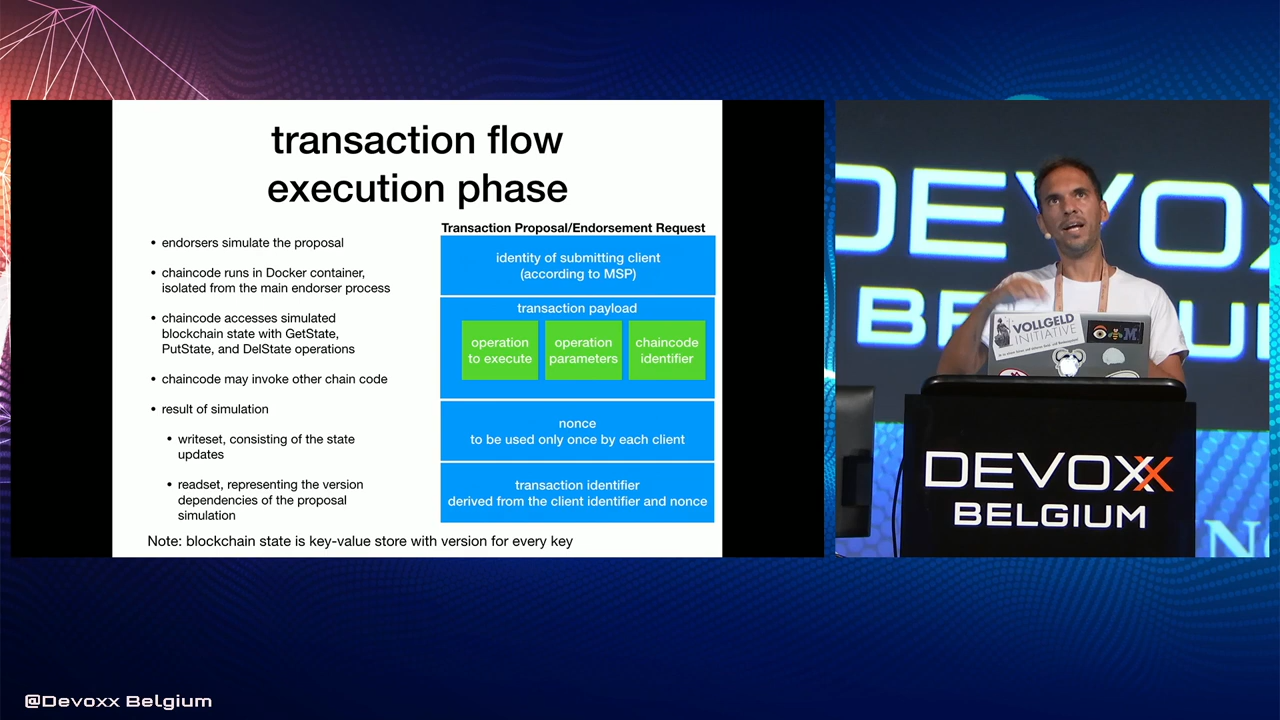 transaction flow
execution phase
• endorsers simulate the proposal
• chaincode runs in Docker container,
isolated from the main endorser process
• chaincode accesses simulated
blockchain state with GetState,
PutState, and DelState operations
• chaincode may invoke other chain code
• result of simulation
• writeset, consisting of the state
updates
• readset, representing the version
dependencies of the proposal
simulation
Transaction Proposal/Endorsement Request
identity of submitting client
(according to MSP)
transaction payload
operation
to execute
operation
parameters
chaincode
identifier
nonce
to be used only once by each client
transaction identifier
derived from the client identifier and nonce
Note: blockchain state is key-value store with version for every key
DEVOX
BE
VOLLGELD
INITIATIVE
DEVOXX
BELGIUM
@Devoxx Belgium